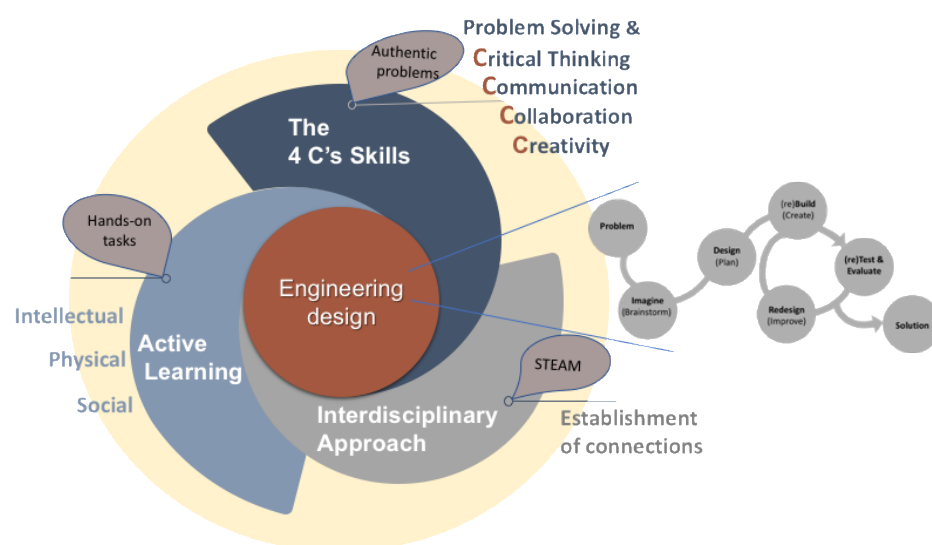 Problem Solving &
Critical Thinking
Communication
Collaboration
Creativity
Authentic
problems
The
4 C's Skills
Hands-on
tasks
Engineering
design
Intellectual
Physical
Social
Active
Learning
Interdisciplinary
Approach
STEAM
Establishment
of connections
Problem
Imagine
(Brainstorm)
Design
(Plan)
(re)Build
(Create)
(re)Test &
Evaluate
Redesign
(Improve)
Solution